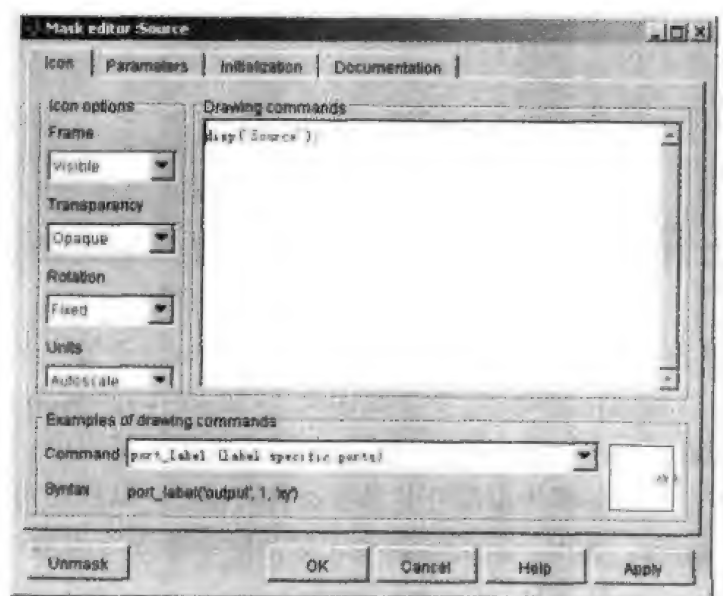 Mask editor:Source
Icon Parameters Initialization Documentation
Icon options
Drawing commands
Frame
Visible
Transparency
Opaque
Rotation
Fixed
Units
Autoscale
disp('Source');
Examples of drawing commands
Command port_label (label specific ports)
Syntax port_label('output', 1, 'xy')
xy
Unmask OK Cancel Help Apply